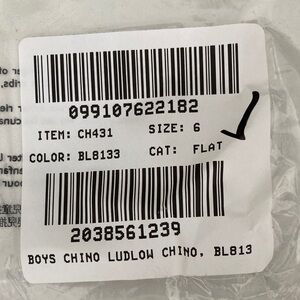 099107622182
ITEM: CH431 SIZE: 6
COLOR: BL8133 CAT: FLAT
2038561239
BOYS CHINO LUDLOW CHINO, BL813